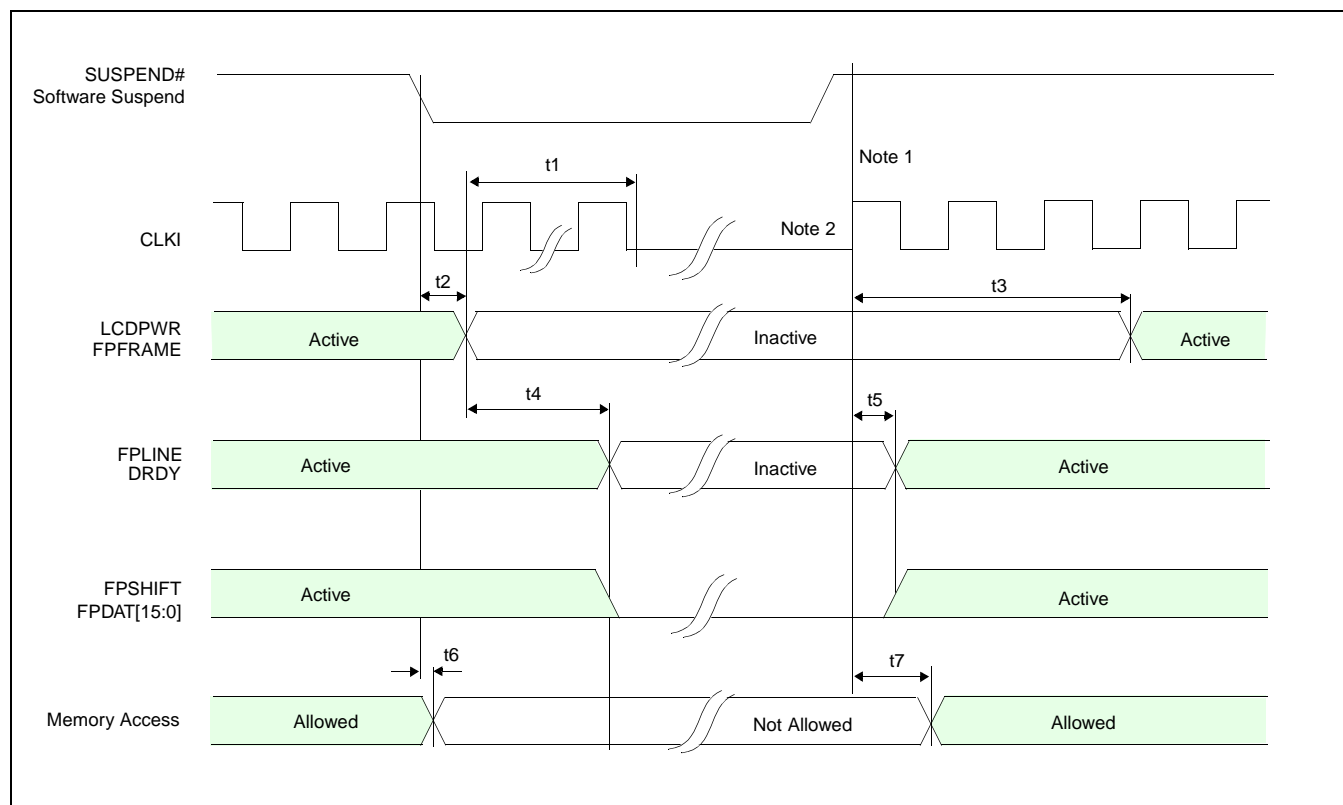 SUSPEND#
Software Suspend
Note 1
t1
CLKI
Note 2
t2
t3
LCDPWR
FPFRAME
Active
Inactive
Active
t4
t5
FPLINE
DRDY
Active
Inactive
Active
FPSHIFT
FPDAT[15:0]
Active
Active
t6
t7
Memory Access
Allowed
Not Allowed
Allowed